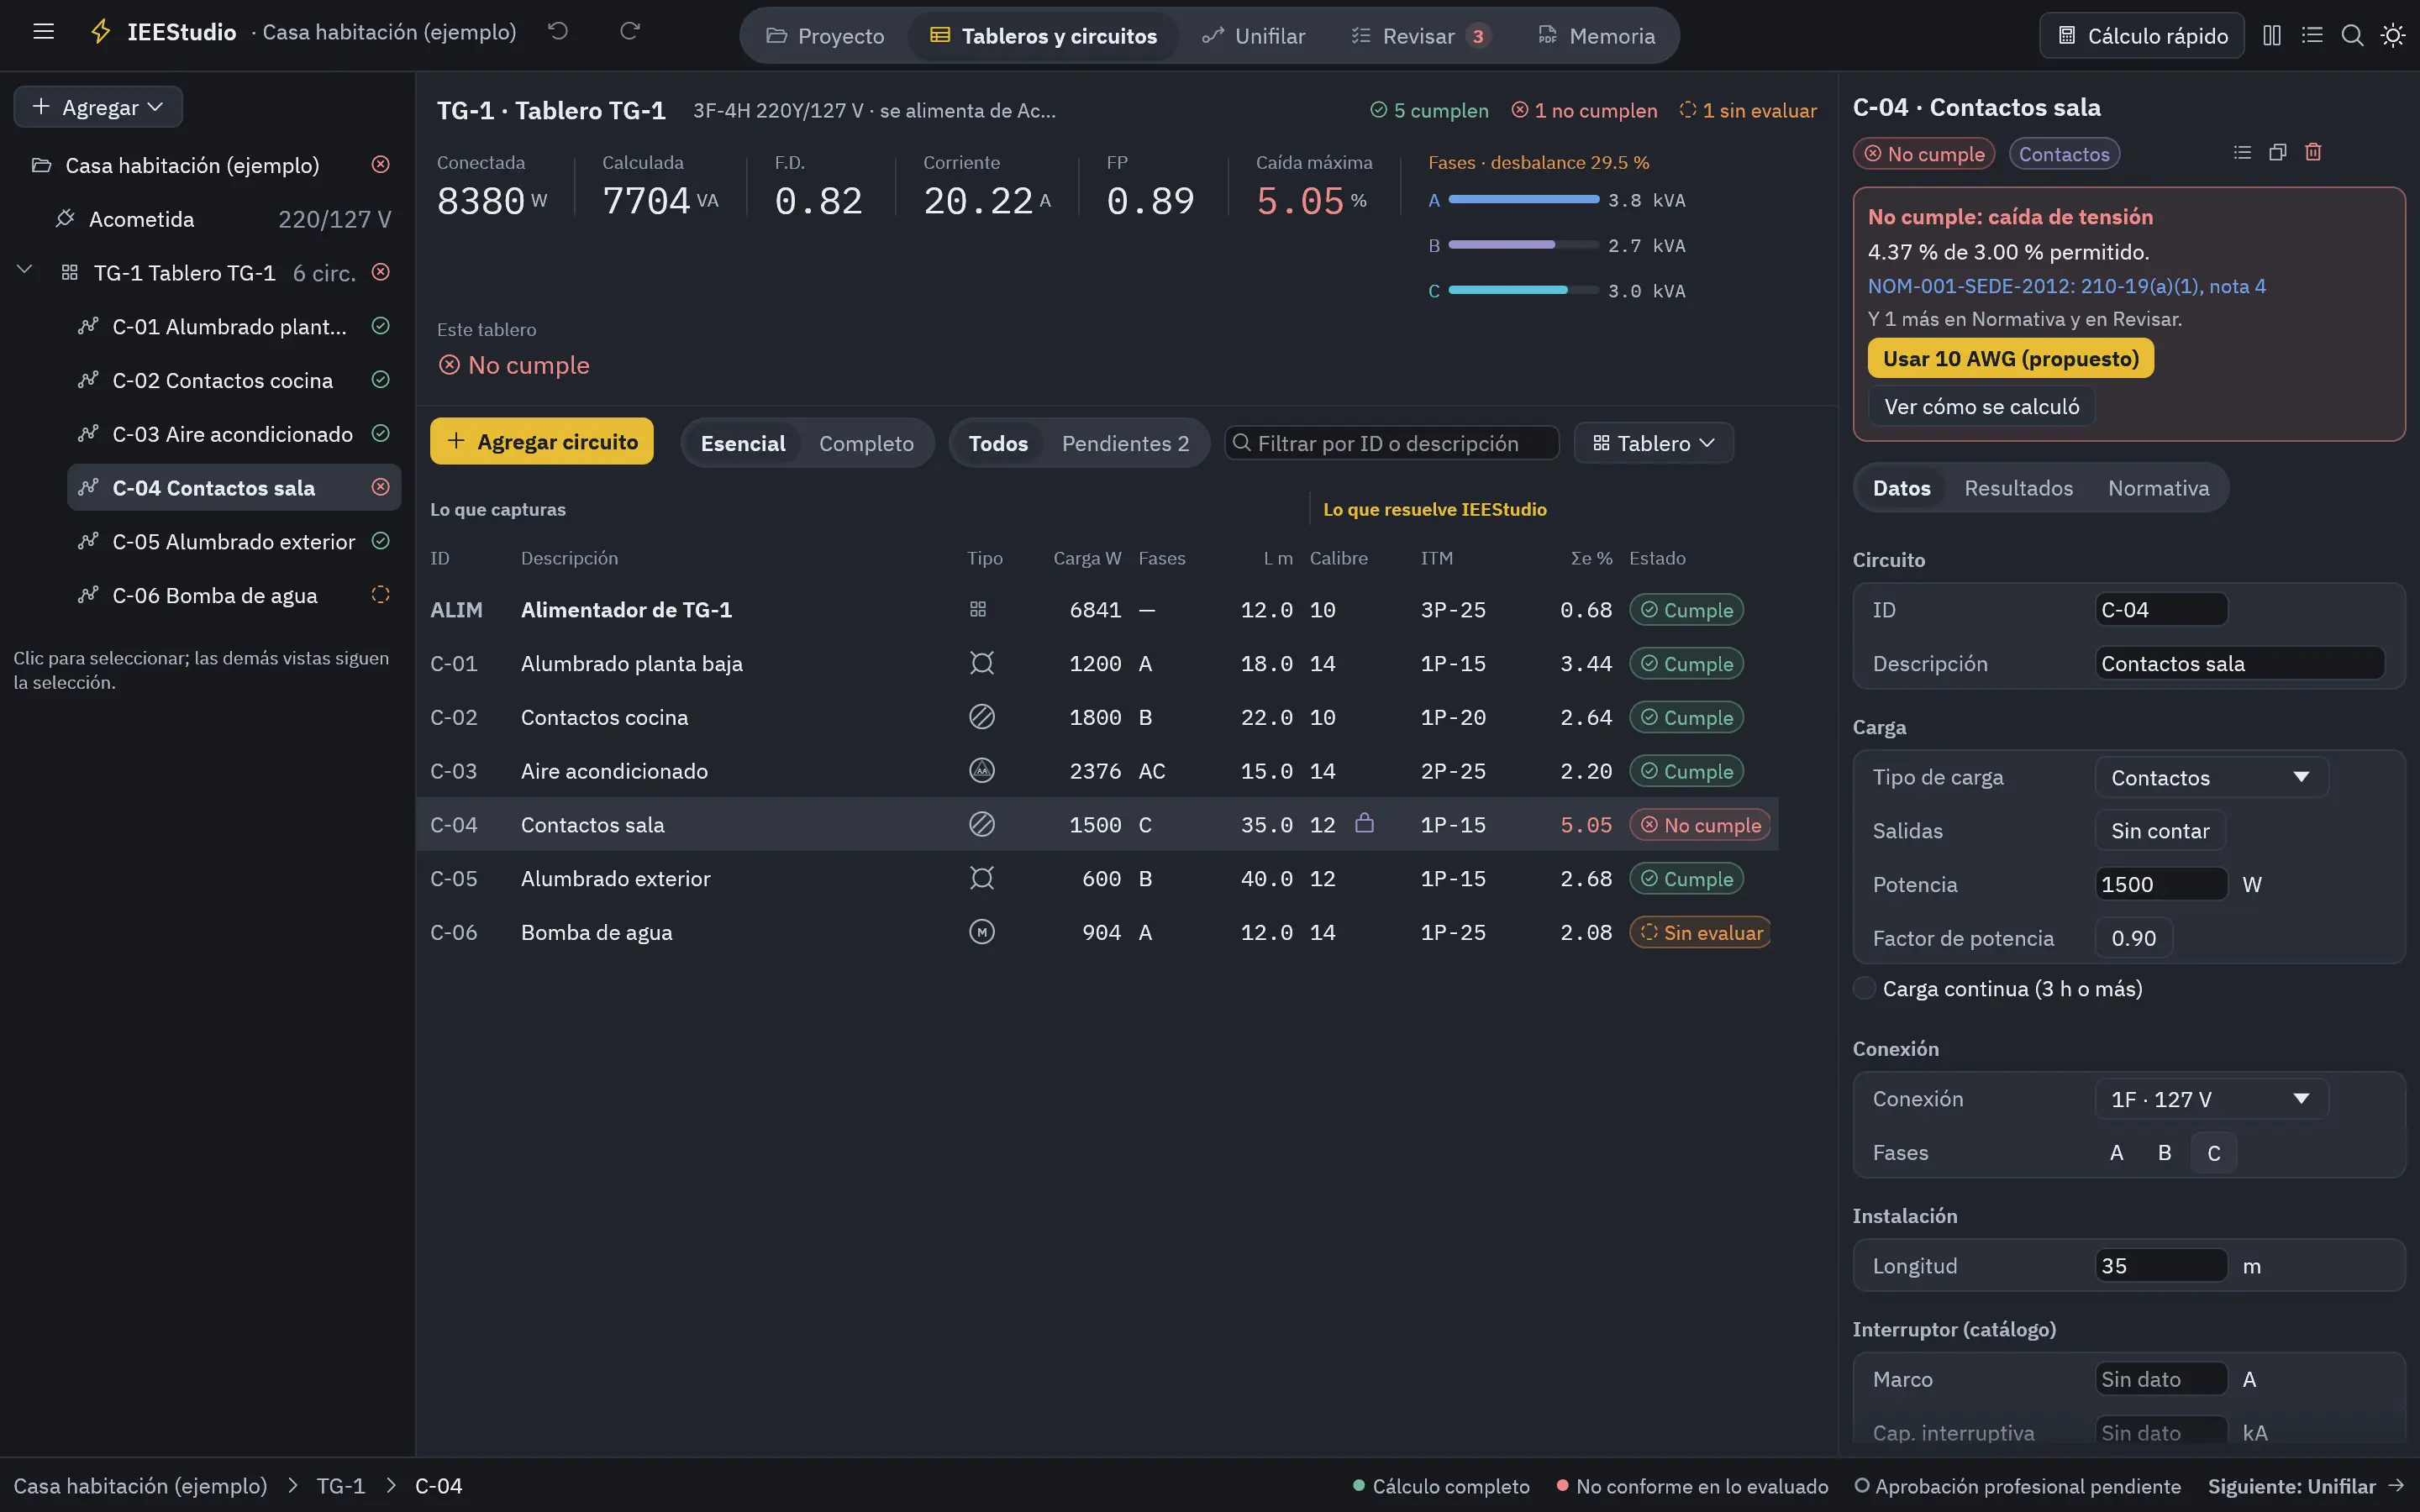 IEEStudio · Casa habitación (ejemplo)
Proyecto
Tableros y circuitos
Unifilar
Revisar 3
Memoria
Cálculo rápido
+ Agregar
Casa habitación (ejemplo)
Acometida 220/127 V
TG-1 Tablero TG-1 6 circ.
C-01 Alumbrado plant...
C-02 Contactos cocina
C-03 Aire acondicionado
C-04 Contactos sala
C-05 Alumbrado exterior
C-06 Bomba de agua
Clic para seleccionar; las demás vistas siguen
la selección.
TG-1 · Tablero TG-1 3F-4H 220Y/127 V · se alimenta de Ac...
5 cumplen 1 no cumplen 1 sin evaluar
Conectada
8380 W
Calculada
7704 VA
F.D.
0.82
Corriente
20.22 A
FP
0.89
Caída máxima
5.05 %
Fases · desbalance 29.5 %
A 3.8 kVA
B 2.7 kVA
C 3.0 kVA
Este tablero
No cumple
+ Agregar circuito
Esencial Completo
Todos Pendientes 2
Filtrar por ID o descripción
Tablero
Lo que capturas
Lo que resuelve IEEStudio
ID Descripción Tipo Carga W Fases L m Calibre ITM Σe % Estado
ALIM Alimentador de TG-1 6841 — 12.0 10 3P-25 0.68 Cumple
C-01 Alumbrado planta baja 1200 A 18.0 14 1P-15 3.44 Cumple
C-02 Contactos cocina 1800 B 22.0 10 1P-20 2.64 Cumple
C-03 Aire acondicionado AA 2376 AC 15.0 14 2P-25 2.20 Cumple
C-04 Contactos sala 1500 C 35.0 12 1P-15 5.05 No cumple
C-05 Alumbrado exterior 600 B 40.0 12 1P-15 2.68 Cumple
C-06 Bomba de agua M 904 A 12.0 14 1P-25 2.08 Sin evaluar
C-04 · Contactos sala
No cumple Contactos
No cumple: caída de tensión
4.37 % de 3.00 % permitido.
NOM-001-SEDE-2012: 210-19(a)(1), nota 4
Y 1 más en Normativa y en Revisar.
Usar 10 AWG (propuesto)
Ver cómo se calculó
Datos Resultados Normativa
Circuito
ID C-04
Descripción Contactos sala
Carga
Tipo de carga Contactos
Salidas Sin contar
Potencia 1500 W
Factor de potencia 0.90
Carga continua (3 h o más)
Conexión
Conexión 1F · 127 V
Fases A B C
Instalación
Longitud 35 m
Interruptor (catálogo)
Marco Sin dato A
Cap. interruptiva Sin dato kA
Casa habitación (ejemplo) > TG-1 > C-04
Cálculo completo
No conforme en lo evaluado
Aprobación profesional pendiente
Siguiente: Unifilar →